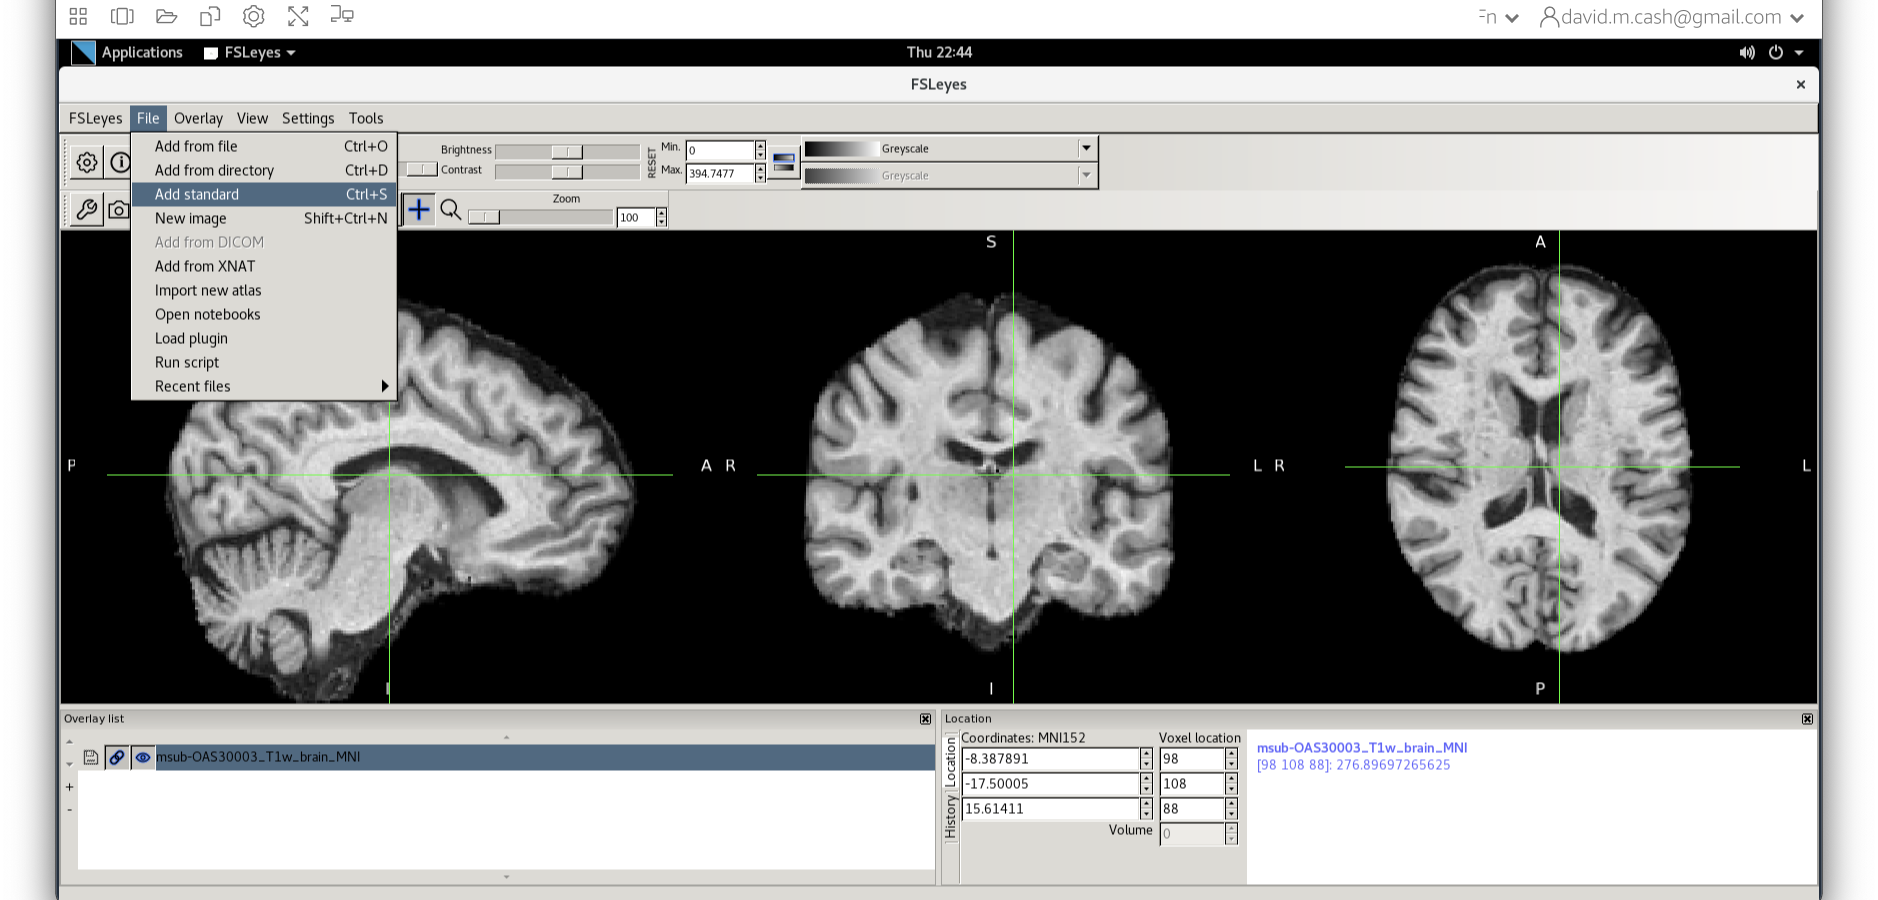 david.m.cash@gmail.com
Applications FSLeyes Thu 22:44
FSLeyes
FSLeyes File Overlay View Settings Tools
Add from file Ctrl+O
Add from directory Ctrl+D
Add standard Ctrl+S
New image Shift+Ctrl+N
Add from DICOM
Add from XNAT
Import new atlas
Open notebooks
Load plugin
Run script
Recent files
Brightness
Contrast
RESET
Min. 0
Max. 394.7477
Greyscale
Greyscale
Zoom
100
S A
P A R L R L
I I P
Overlay list
msub-OAS30003_T1w_brain_MNI
Location
Location
History
Coordinates: MNI152 Voxel location
-8.387891 98
-17.50005 108
15.61411 88
Volume 0
msub-OAS30003_T1w_brain_MNI
[98 108 88]: 276.89697265625